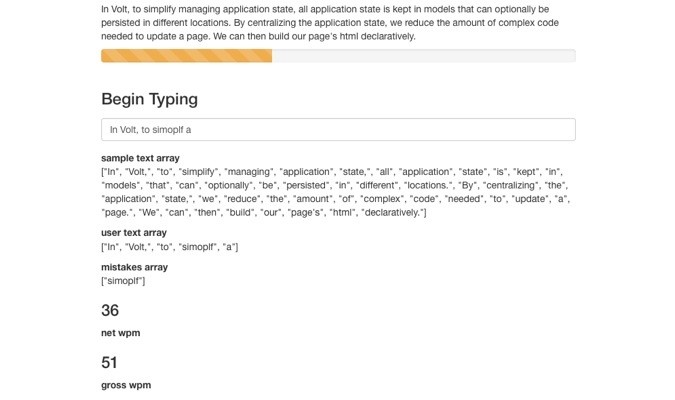 In Volt, to simplify managing application state, all application state is kept in models that can optionally be
persisted in different locations. By centralizing the application state, we reduce the amount of complex code
needed to update a page. We can then build our page's html declaratively.
Begin Typing
In Volt, to simoplf a
sample text array
["In", "Volt,", "to", "simplify", "managing", "application", "state,", "all", "application", "state", "is", "kept", "in",
"models", "that", "can", "optionally", "be", "persisted", "in", "different", "locations.", "By", "centralizing", "the",
"application", "state,", "we", "reduce", "the", "amount", "of", "complex", "code", "needed", "to", "update", "a",
"page.", "We", "can", "then", "build", "our", "page's", "html", "declaratively."]
user text array
["In", "Volt,", "to", "simoplf", "a"]
mistakes array
["simoplf"]
36
net wpm
51
gross wpm